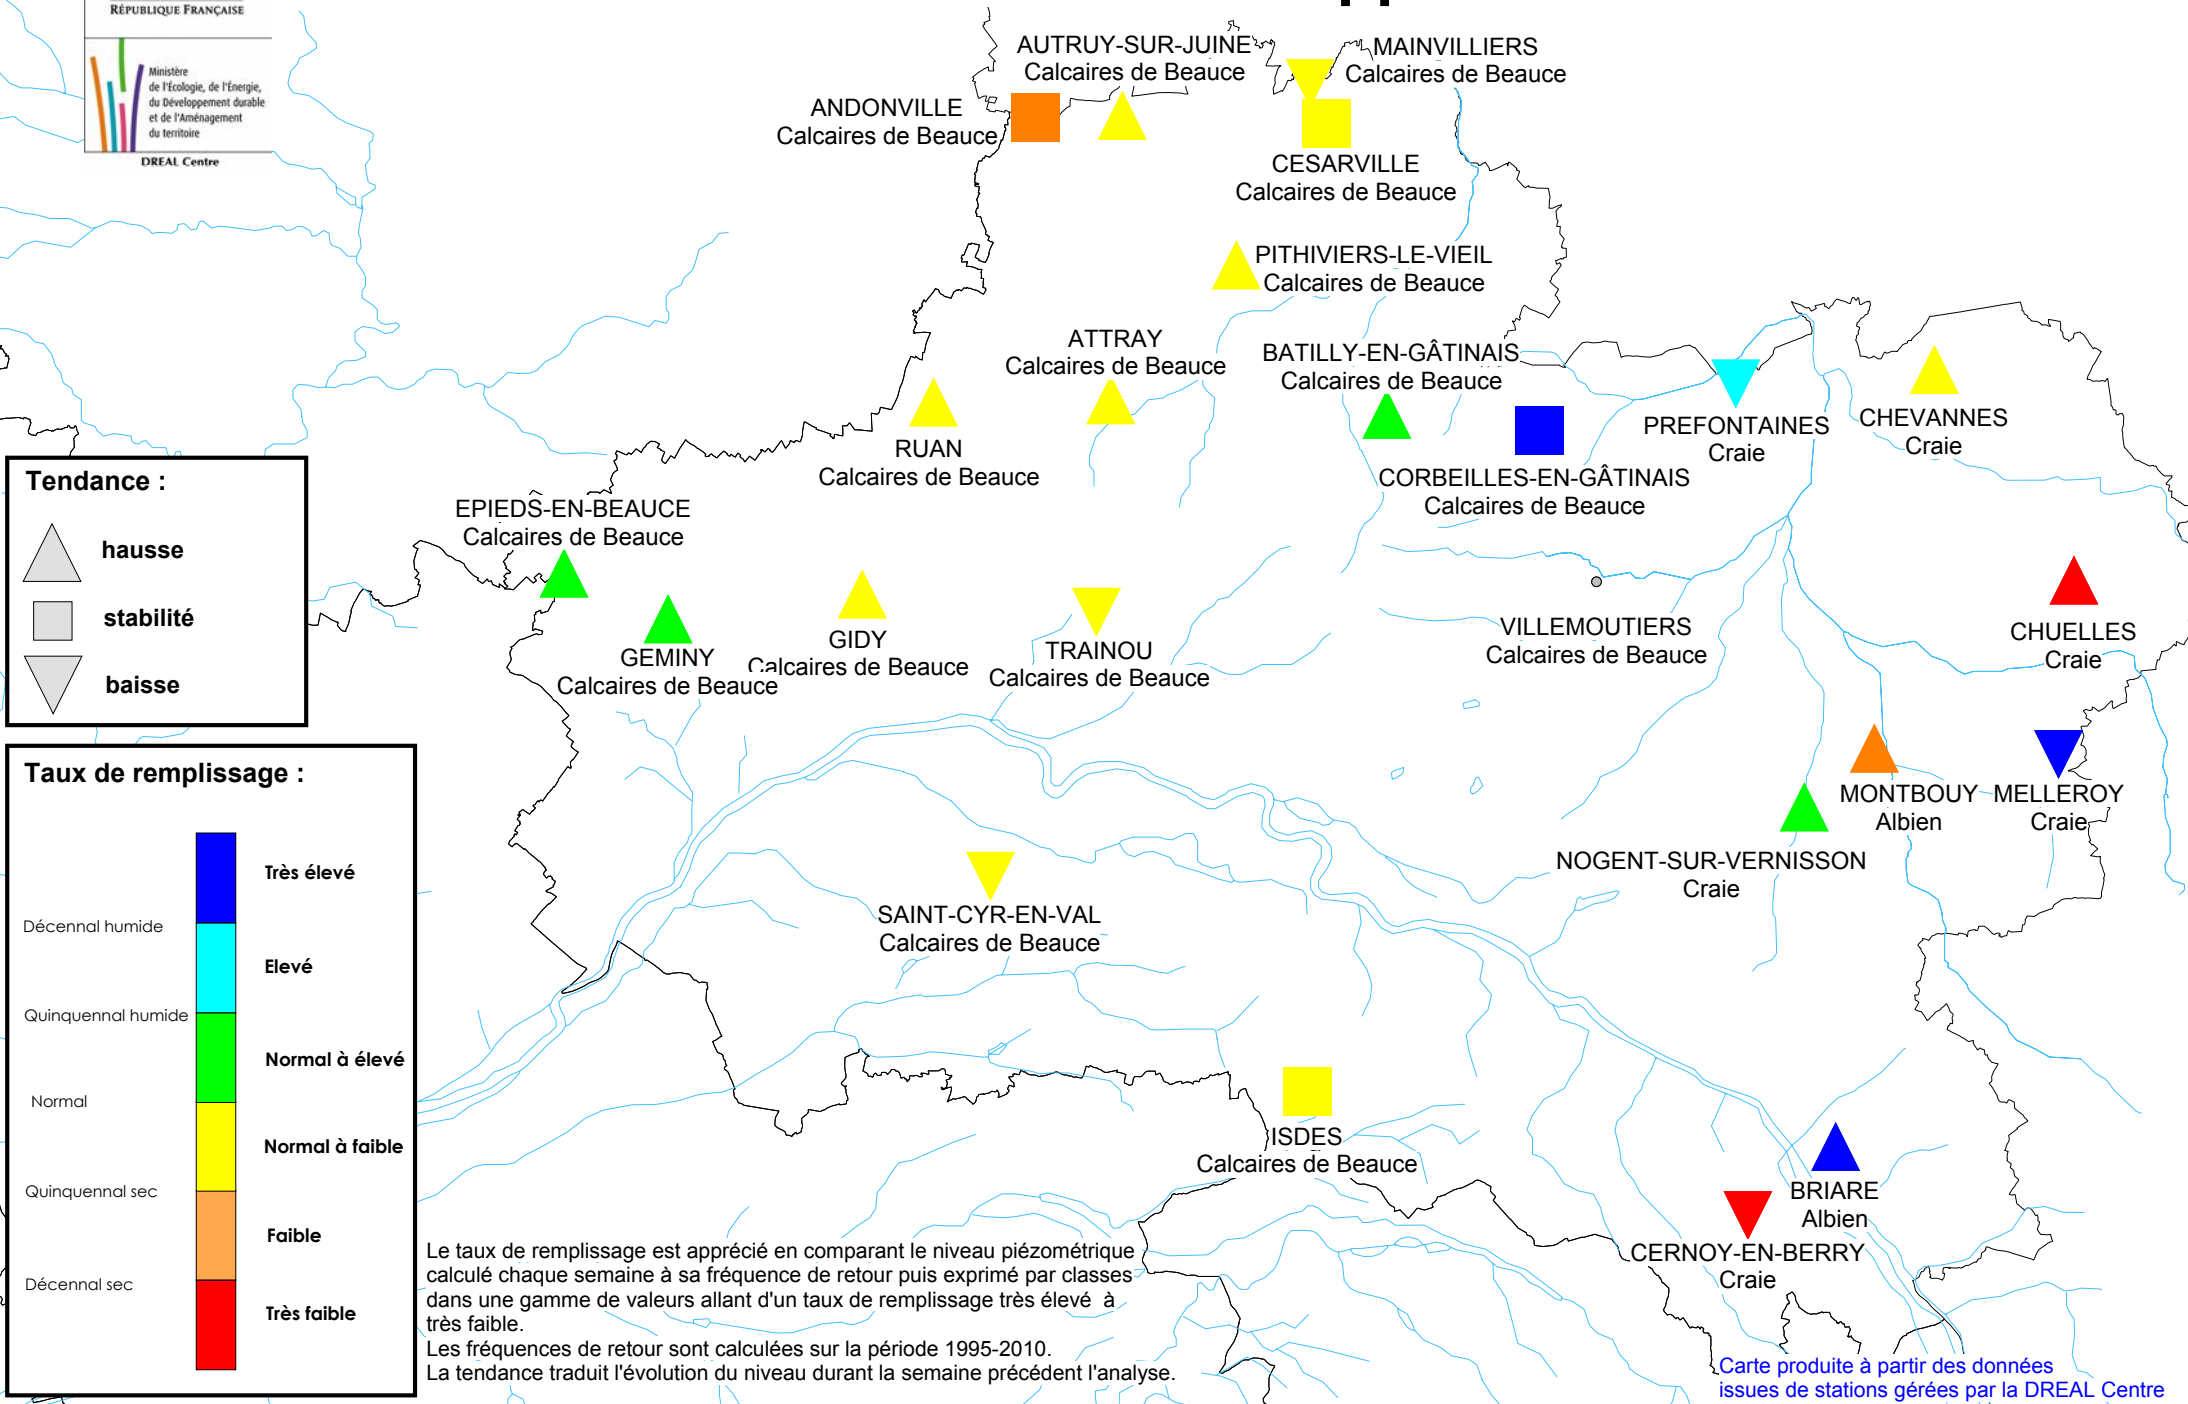 RÉPUBLIQUE FRANÇAISE
Ministère
de l'Écologie, de l'Énergie,
du Développement durable
et de l'Aménagement
du territoire
DREAL Centre
AUTRUY-SUR-JUINE
Calcaires de Beauce
MAINVILLIERS
Calcaires de Beauce
ANDONVILLE
Calcaires de Beauce
CESARVILLE
Calcaires de Beauce
PITHIVIERS-LE-VIEIL
Calcaires de Beauce
ATTRAY
Calcaires de Beauce
BATILLY-EN-GÂTINAIS
Calcaires de Beauce
RUAN
Calcaires de Beauce
CORBEILLES-EN-GÂTINAIS
Calcaires de Beauce
PREFONTAINES
Craie
CHEVANNES
Craie
EPIEDS-EN-BEAUCE
Calcaires de Beauce
GEMINY
Calcaires de Beauce
GIDY
Calcaires de Beauce
TRAINOU
Calcaires de Beauce
VILLEMOUTIERS
Calcaires de Beauce
CHUELLES
Craie
MONTBOUY
Albien
MELLEROY
Craie
NOGENT-SUR-VERNISSON
Craie
SAINT-CYR-EN-VAL
Calcaires de Beauce
ISDES
Calcaires de Beauce
BRIARE
Albien
CERNOY-EN-BERRY
Craie
Tendance :
hausse
stabilité
baisse
Taux de remplissage :
Très élevé
Décennal humide
Elevé
Quinquennal humide
Normal à élevé
Normal
Normal à faible
Quinquennal sec
Faible
Décennal sec
Très faible
Le taux de remplissage est apprécié en comparant le niveau piézométrique
calculé chaque semaine à sa fréquence de retour puis exprimé par classes
dans une gamme de valeurs allant d'un taux de remplissage très élevé à
très faible.
Les fréquences de retour sont calculées sur la période 1995-2010.
La tendance traduit l'évolution du niveau durant la semaine précédent l'analyse.
Carte produite à partir des données
issues de stations gérées par la DREAL Centre